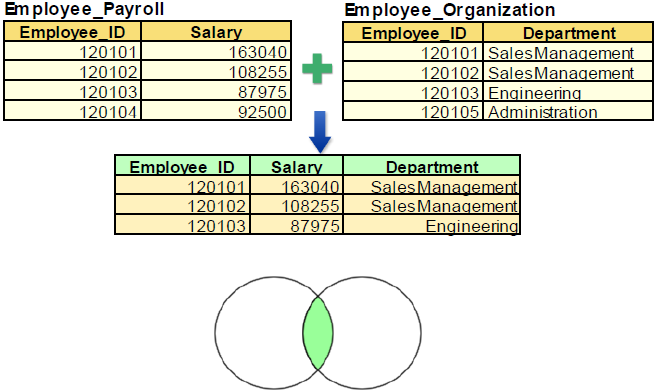 Employee_Payroll
Employee_ID Salary
120101 163040
120102 108255
120103 87975
120104 92500
Employee_Organization
Employee_ID Department
120101 SalesManagement
120102 SalesManagement
120103 Engineering
120105 Administration
Employee_ID Salary Department
120101 163040 SalesManagement
120102 108255 SalesManagement
120103 87975 Engineering